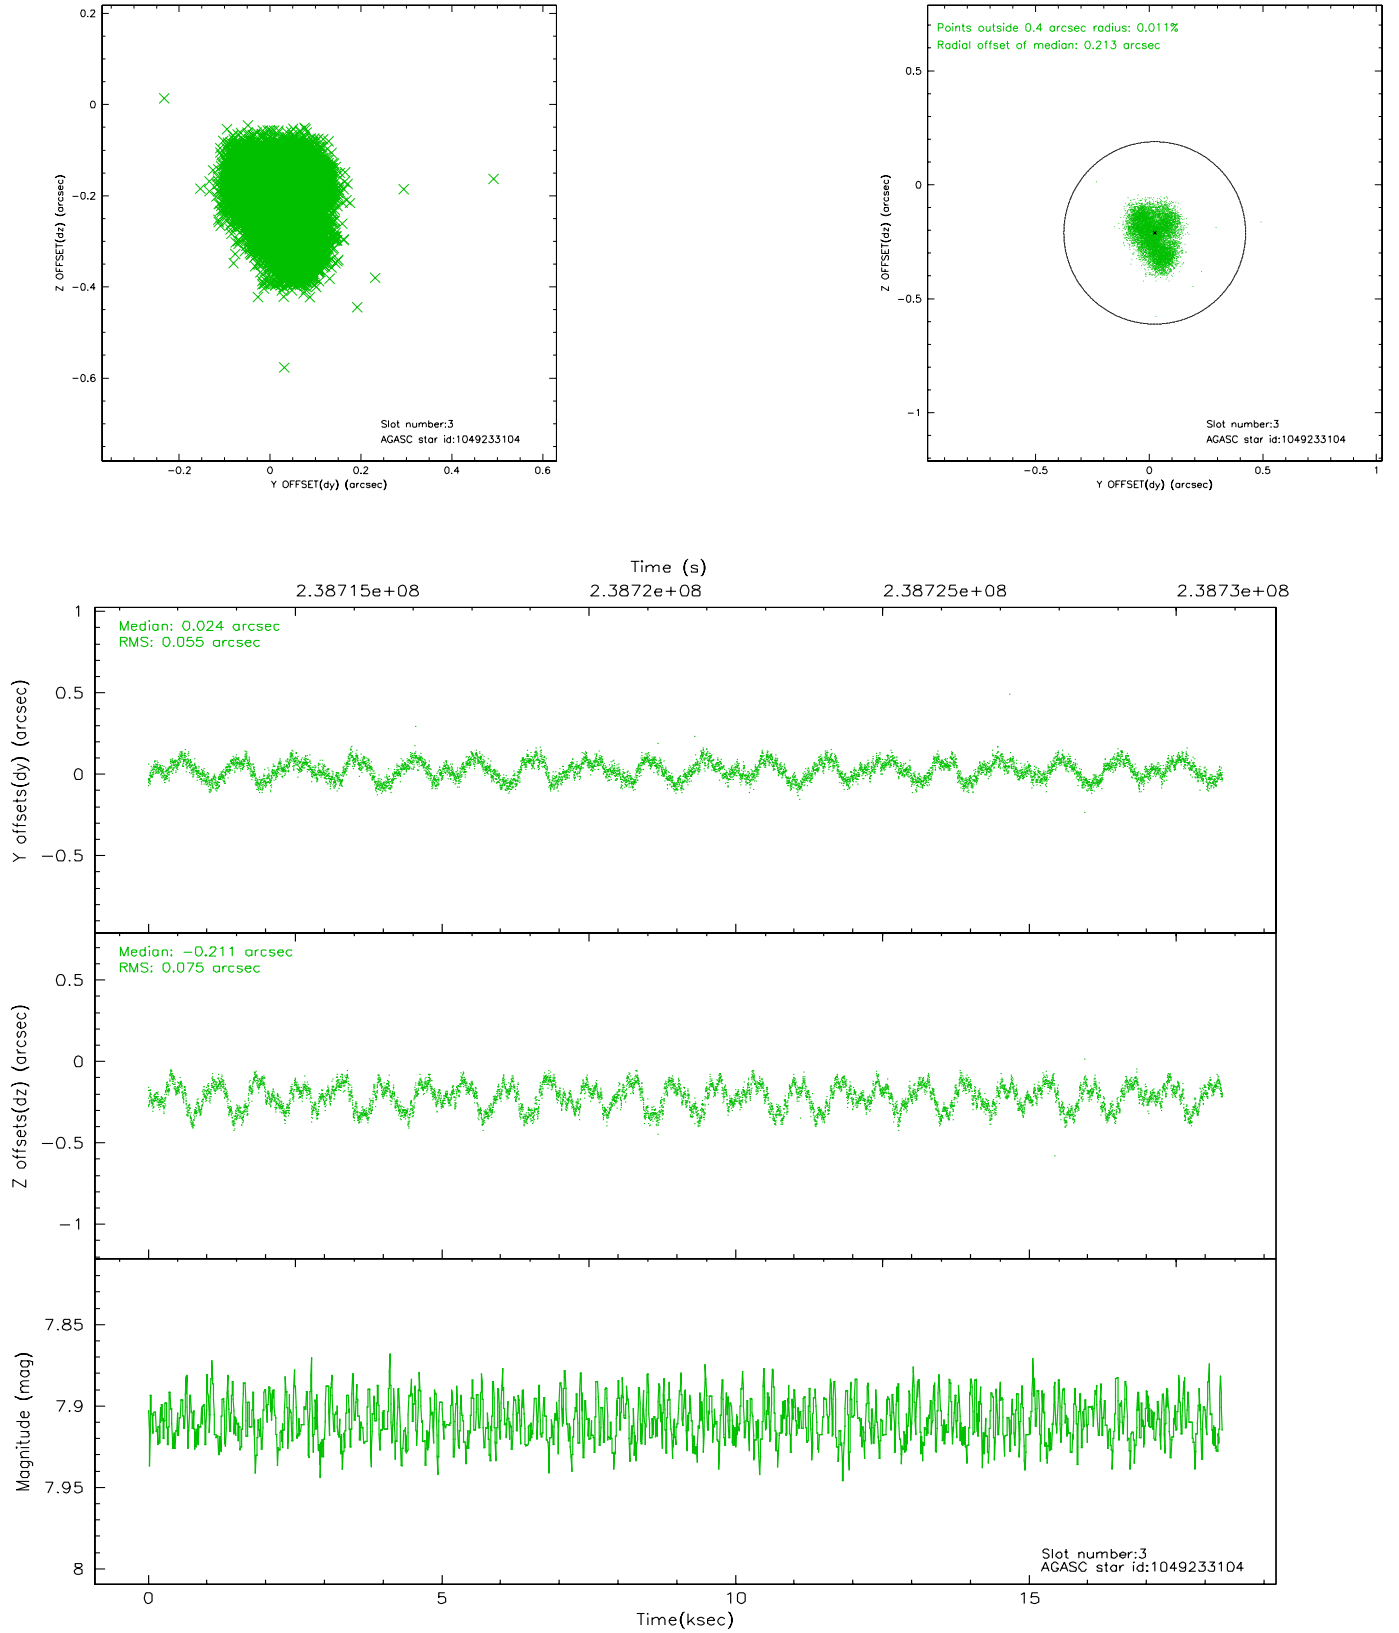 0.2
0
−0.2
−0.4
−0.6
Z OFFSET(dz) (arcsec)
Slot number:3
AGASC star id:1049233104
−0.2 0 0.2 0.4 0.6
Y OFFSET(dy) (arcsec)
Points outside 0.4 arcsec radius: 0.011%
Radial offset of median: 0.213 arcsec
0.5
0
−0.5
−1
Z OFFSET(dz) (arcsec)
Slot number:3
AGASC star id:1049233104
−0.5 0 0.5 1
Y OFFSET(dy) (arcsec)
Time (s)
2.38715e+08 2.3872e+08 2.38725e+08 2.3873e+08
Median: 0.024 arcsec
RMS: 0.055 arcsec
1
0.5
0
−0.5
Y offsets(dy) (arcsec)
Median: −0.211 arcsec
RMS: 0.075 arcsec
0.5
0
−0.5
−1
Z offsets(dz) (arcsec)
7.85
7.9
7.95
8
Magnitude (mag)
Slot number:3
AGASC star id:1049233104
0 5 10 15
Time(ksec)